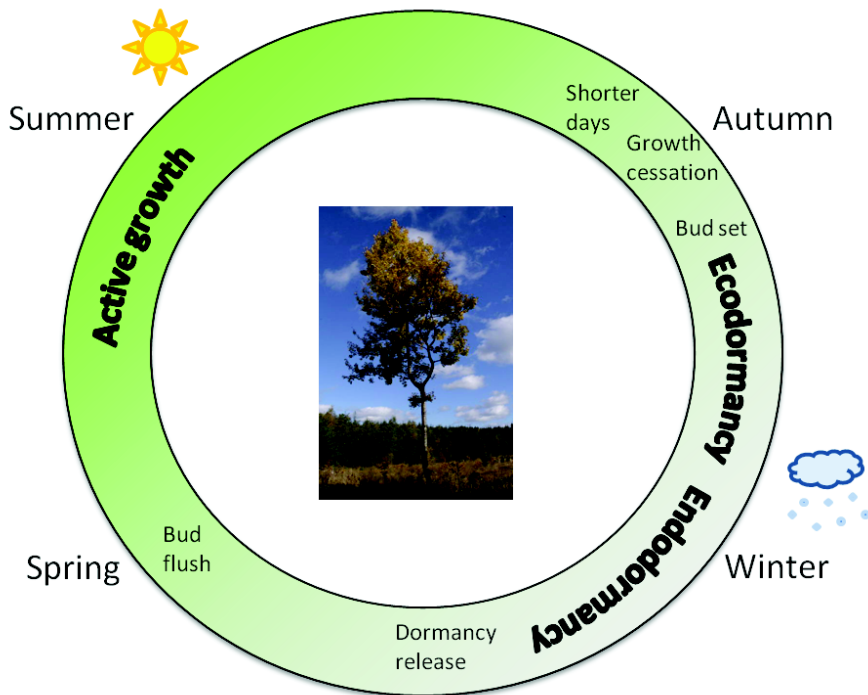 Summer
Active growth
Shorter
days
Growth
cessation
Autumn
Bud set
Ecodormancy
Endodormancy
Winter
Dormancy
release
Bud
flush
Spring